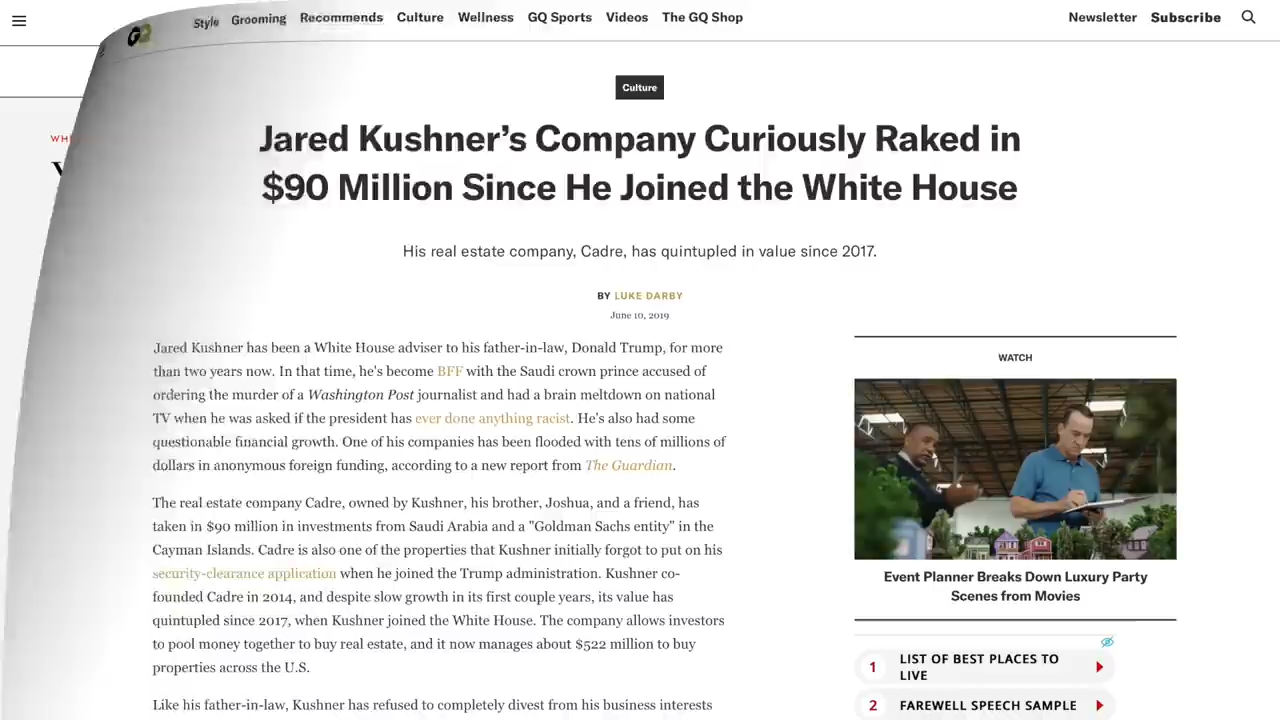 Style Grooming Recommends Culture Wellness GQ Sports Videos The GQ Shop Newsletter Subscribe
Culture
Jared Kushner’s Company Curiously Raked in
$90 Million Since He Joined the White House
His real estate company, Cadre, has quintupled in value since 2017.
BY LUKE DARBY
June 10, 2019
Jared Kushner has been a White House adviser to his father-in-law, Donald Trump, for more
than two years now. In that time, he's become BFF with the Saudi crown prince accused of
ordering the murder of a Washington Post journalist and had a brain meltdown on national
TV when he was asked if the president has ever done anything racist. He's also had some
questionable financial growth. One of his companies has been flooded with tens of millions of
dollars in anonymous foreign funding, according to a new report from The Guardian.
The real estate company Cadre, owned by Kushner, his brother, Joshua, and a friend, has
taken in $90 million in investments from Saudi Arabia and a "Goldman Sachs entity" in the
Cayman Islands. Cadre is also one of the properties that Kushner initially forgot to put on his
security-clearance application when he joined the Trump administration. Kushner co-
founded Cadre in 2014, and despite slow growth in its first couple years, its value has
quintupled since 2017, when Kushner joined the White House. The company allows investors
to pool money together to buy real estate, and it now manages about $522 million to buy
properties across the U.S.
Like his father-in-law, Kushner has refused to completely divest from his business interests
WATCH
Event Planner Breaks Down Luxury Party
Scenes from Movies
1 LIST OF BEST PLACES TO
LIVE
2 FAREWELL SPEECH SAMPLE